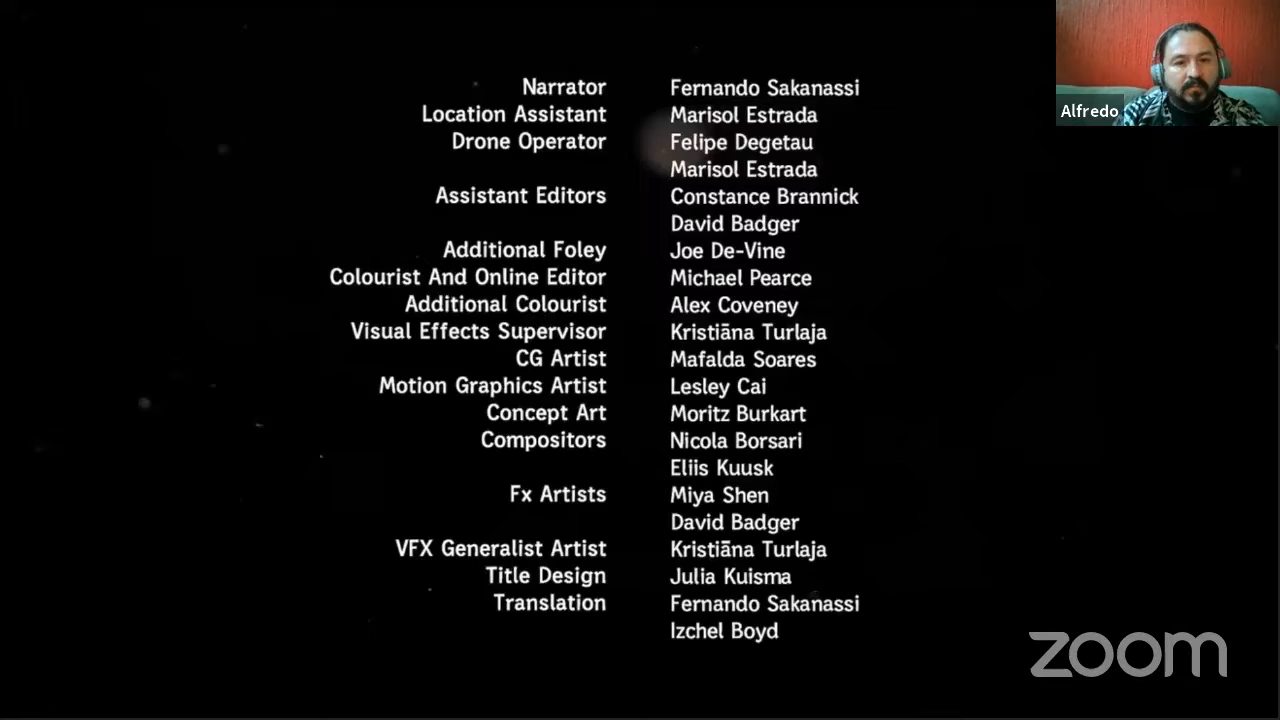 Narrator Fernando Sakanassi
Location Assistant Marisol Estrada
Drone Operator Felipe Degetau
Marisol Estrada
Assistant Editors Constance Brannick
David Badger
Additional Foley Joe De-Vine
Colourist And Online Editor Michael Pearce
Additional Colourist Alex Coveney
Visual Effects Supervisor Kristiāna Turlaja
CG Artist Mafalda Soares
Motion Graphics Artist Lesley Cai
Concept Art Moritz Burkart
Compositors Nicola Borsari
Eliis Kuusk
Fx Artists Miya Shen
David Badger
VFX Generalist Artist Kristiāna Turlaja
Title Design Julia Kuisma
Translation Fernando Sakanassi
Izchel Boyd
Alfredo
zoom